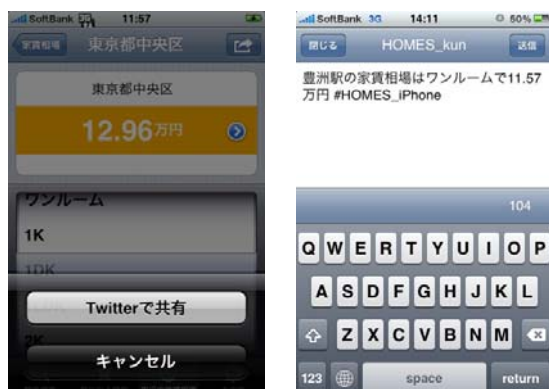 SoftBank 11:57
家賃相場 東京都中央区
東京都中央区
12.96万円
ワンルーム
1K
1DK
Twitterで共有
2K
キャンセル
SoftBank 3G 14:11 60%
閉じる HOMES_kun 送信
豊洲駅の家賃相場はワンルームで11.57
万円 #HOMES_iPhone
104
Q W E R T Y U I O P
A S D F G H J K L
Z X C V B N M
123 space return